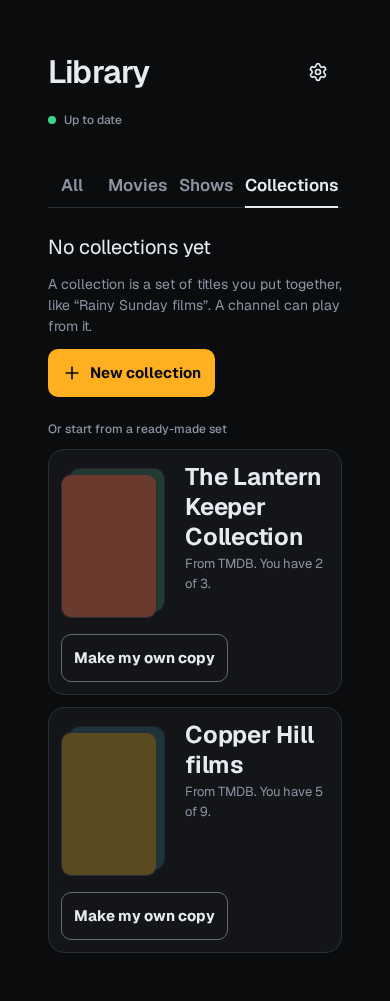 Library
Up to date
All Movies Shows Collections
No collections yet
A collection is a set of titles you put together,
like “Rainy Sunday films”. A channel can play
from it.
New collection
Or start from a ready-made set
The Lantern
Keeper
Collection
From TMDB. You have 2
of 3.
Make my own copy
Copper Hill
films
From TMDB. You have 5
of 9.
Make my own copy